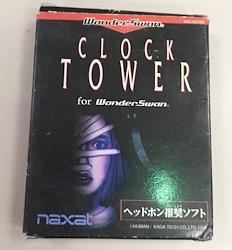 WonderSwan
CLOCK
TOWER
for WonderSwan
naxat
ヘッドホン推奨ソフト
©HUMAN / KAGA TECH CO.,LTD